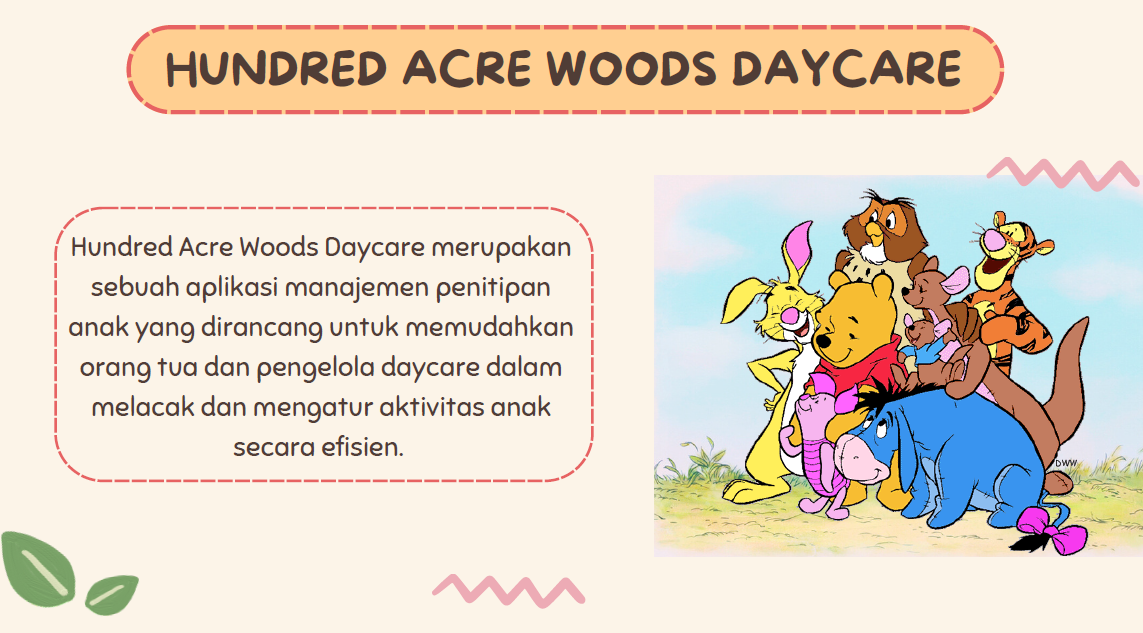 HUNDRED ACRE WOODS DAYCARE
Hundred Acre Woods Daycare merupakan
sebuah aplikasi manajemen penitipan
anak yang dirancang untuk memudahkan
orang tua dan pengelola daycare dalam
melacak dan mengatur aktivitas anak
secara efisien.
DWW